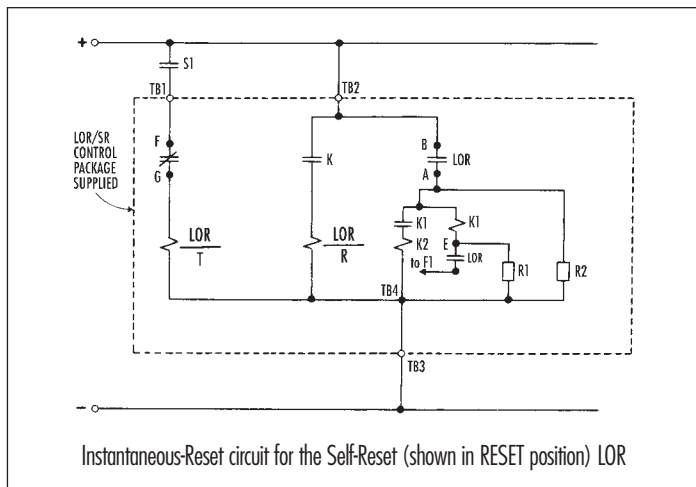 +
S1
TB1
TB2
LOR/SR
CONTROL
PACKAGE
SUPPLIED
F
G
LOR
T
K
LOR
R
B
LOR
A
K1
K2
K1
E
LOR
to F1
R1
R2
TB4
TB3
-
Instantaneous-Reset circuit for the Self-Reset (shown in RESET position) LOR